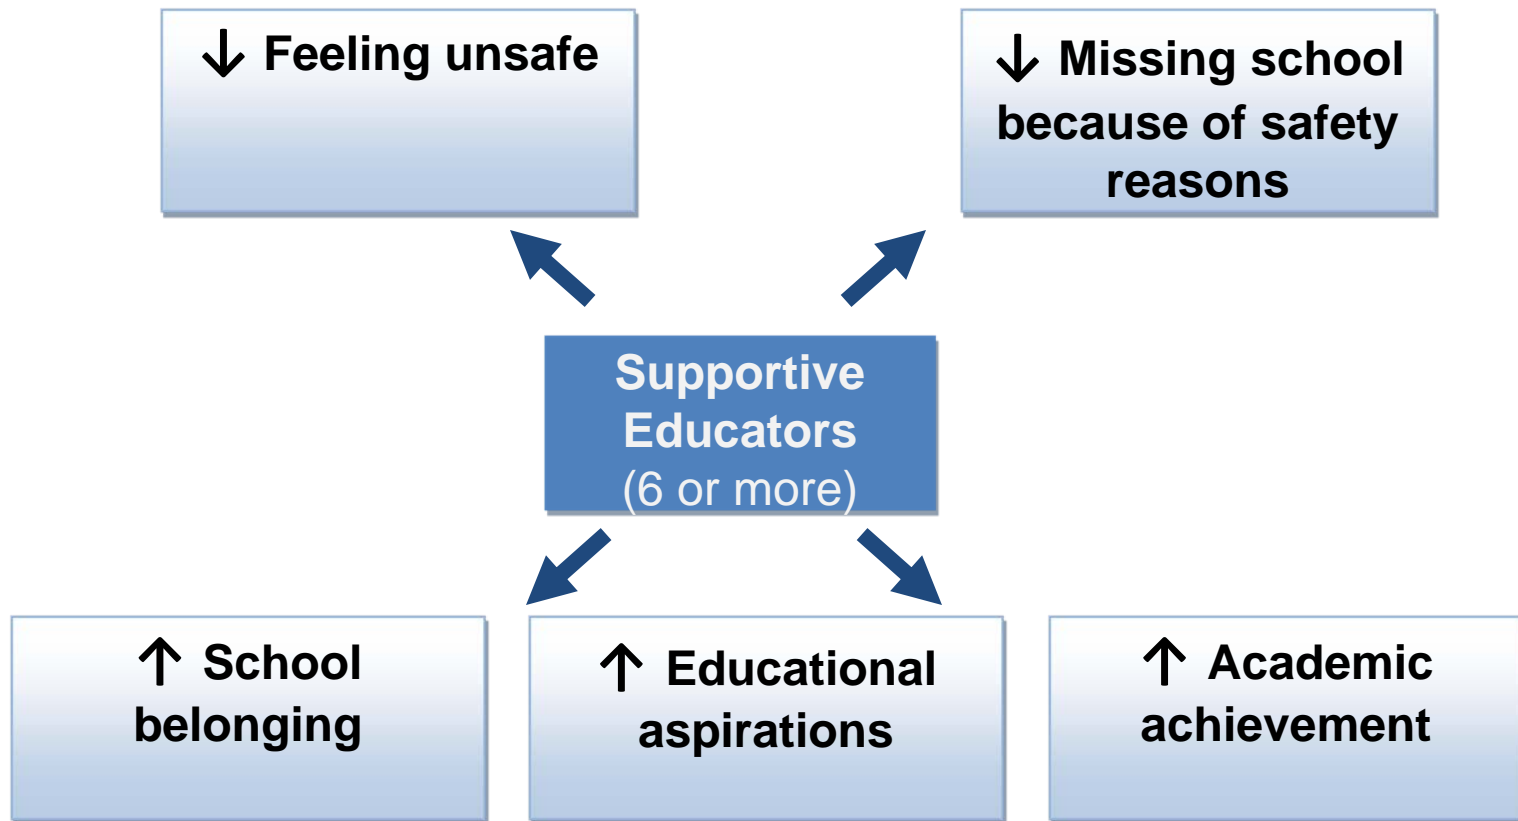 ↓ Feeling unsafe
↓ Missing school
because of safety
reasons
Supportive
Educators
(6 or more)
↑ School
belonging
↑ Educational
aspirations
↑ Academic
achievement